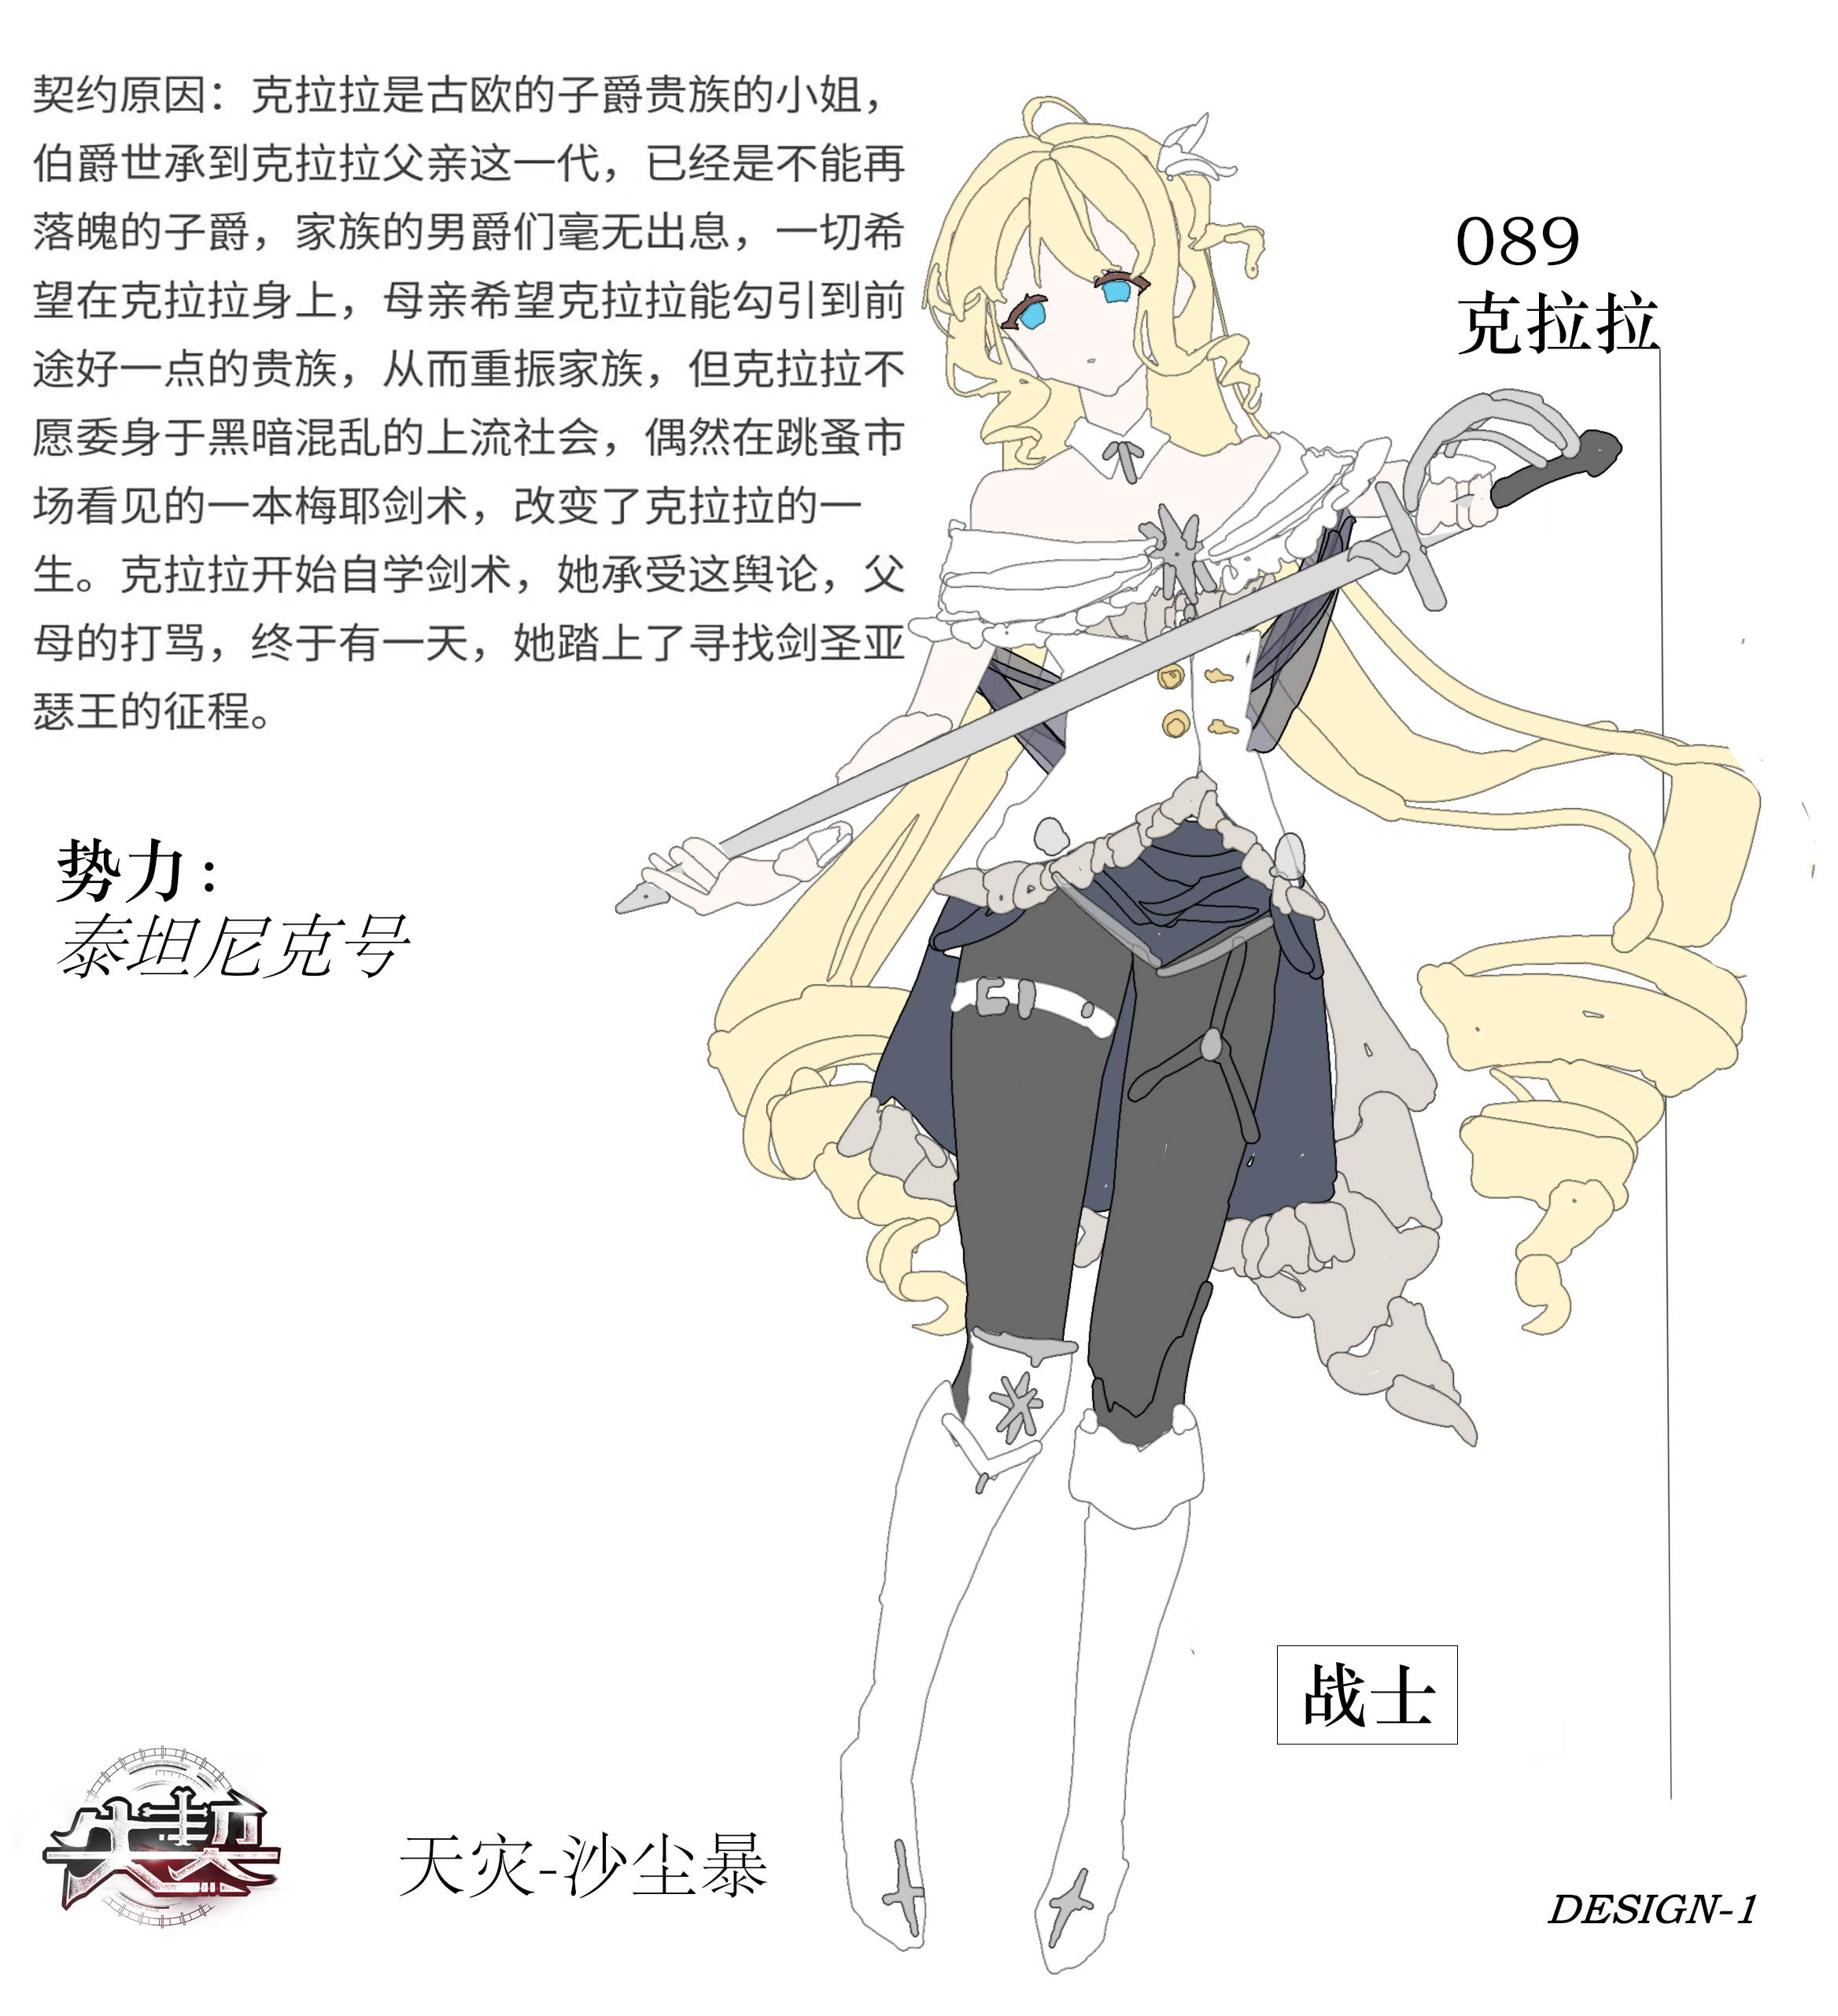 契约原因：克拉拉是古欧的子爵贵族的小姐，
伯爵世承到克拉拉父亲这一代，已经是不能再
落魄的子爵，家族的男爵们毫无出息，一切希
望在克拉拉身上，母亲希望克拉拉能勾引到前
途好一点的贵族，从而重振家族，但克拉拉不
愿委身于黑暗混乱的上流社会，偶然在跳蚤市
场看见的一本梅耶剑术，改变了克拉拉的一
生。克拉拉开始自学剑术，她承受这舆论，父
母的打骂，终于有一天，她踏上了寻找剑圣亚
瑟王的征程。
089
克拉拉
势力：
泰坦尼克号
战士
失契
天灾-沙尘暴
DESIGN-1